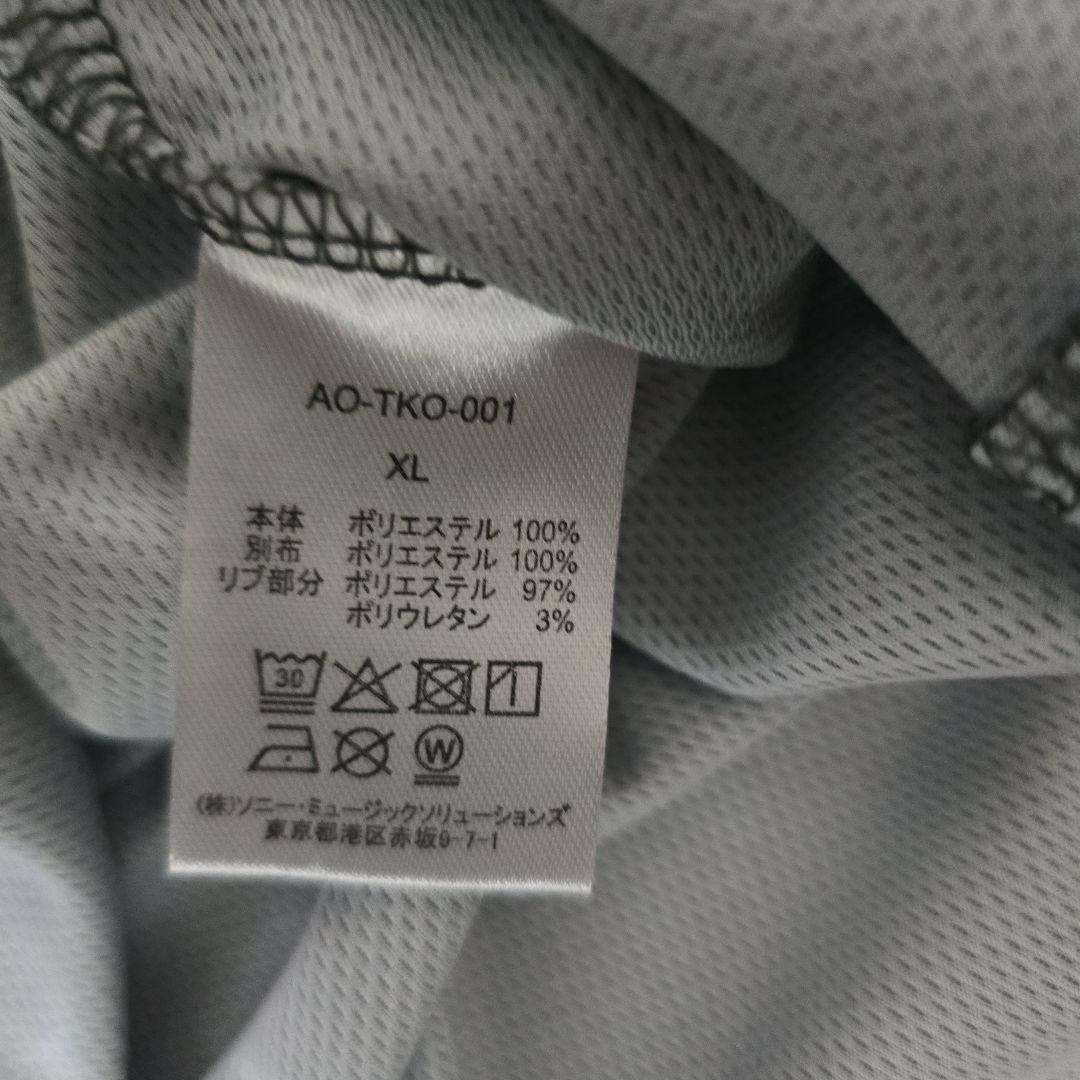 AO-TKO-001
XL
本体 ポリエステル 100%
別布 ポリエステル 100%
リブ部分 ポリエステル 97%
ポリウレタン 3%
30
W
(株)ソニー・ミュージックソリューションズ
東京都港区赤坂9-7-1